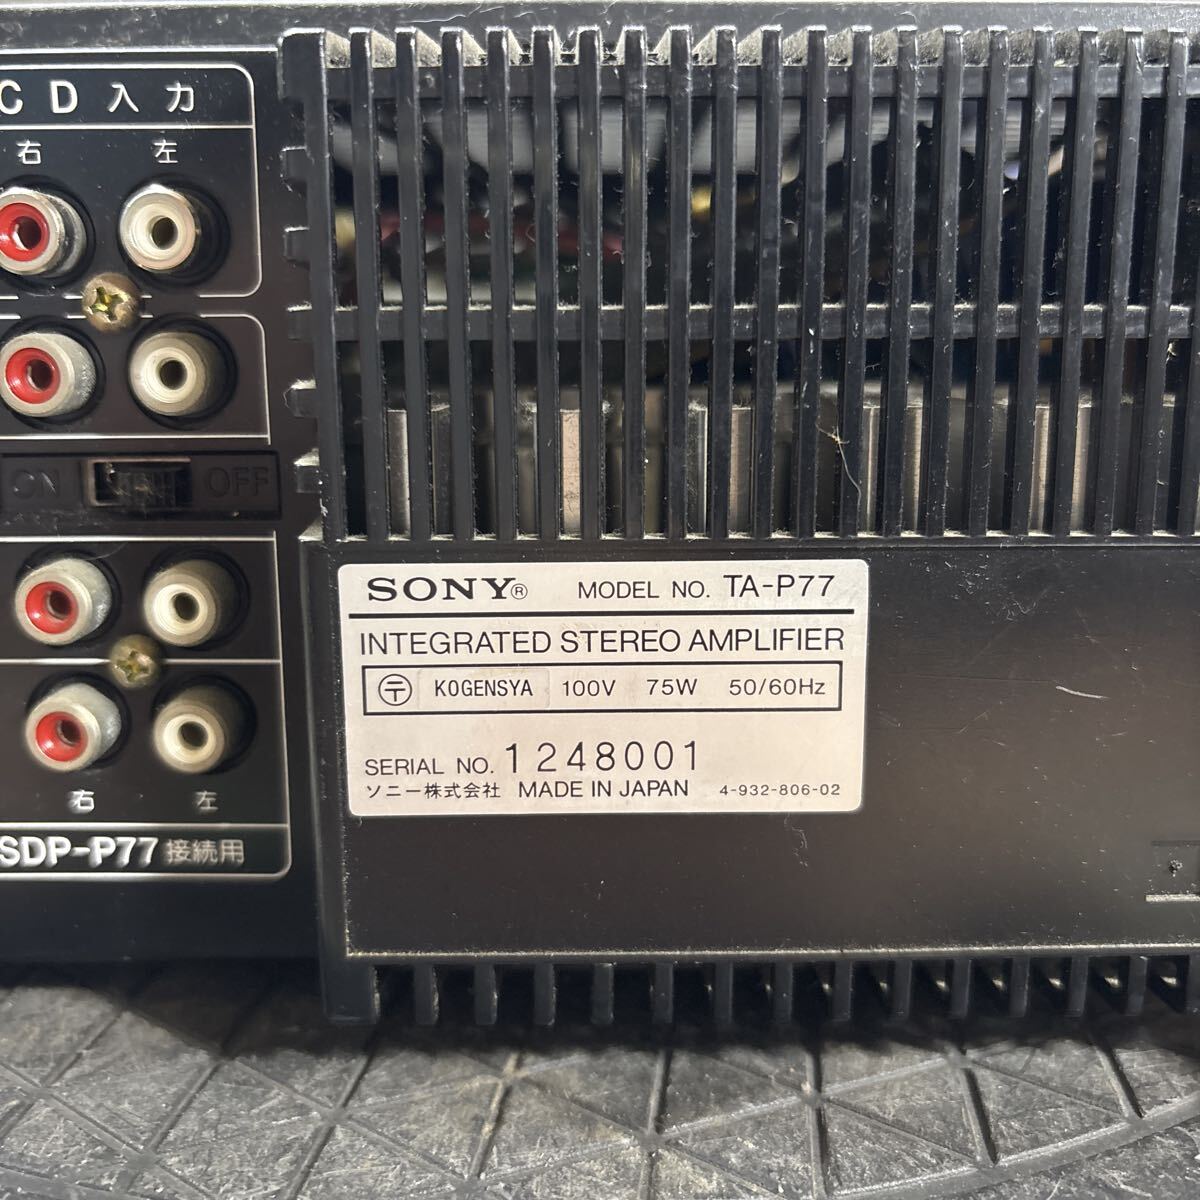 CD 入力
右 左
ON OFF
右 左
SDP-P77 接続用
SONY® MODEL NO. TA-P77
INTEGRATED STEREO AMPLIFIER
〒 KOGENSYA 100V 75W 50/60Hz
SERIAL NO. 1248001
ソニー株式会社 MADE IN JAPAN 4-932-806-02